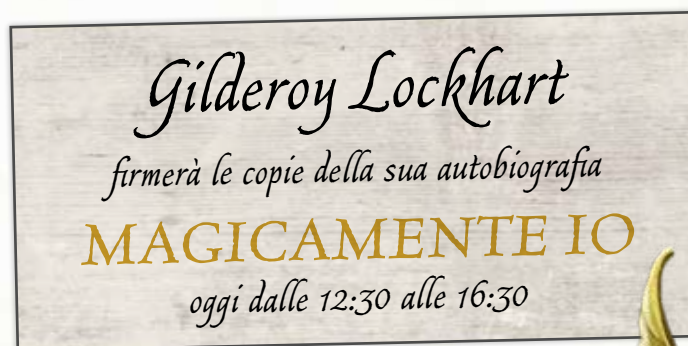 Gilderoy Lockhart
firmerà le copie della sua autobiografia
MAGICAMENTE IO
oggi dalle 12:30 alle 16:30